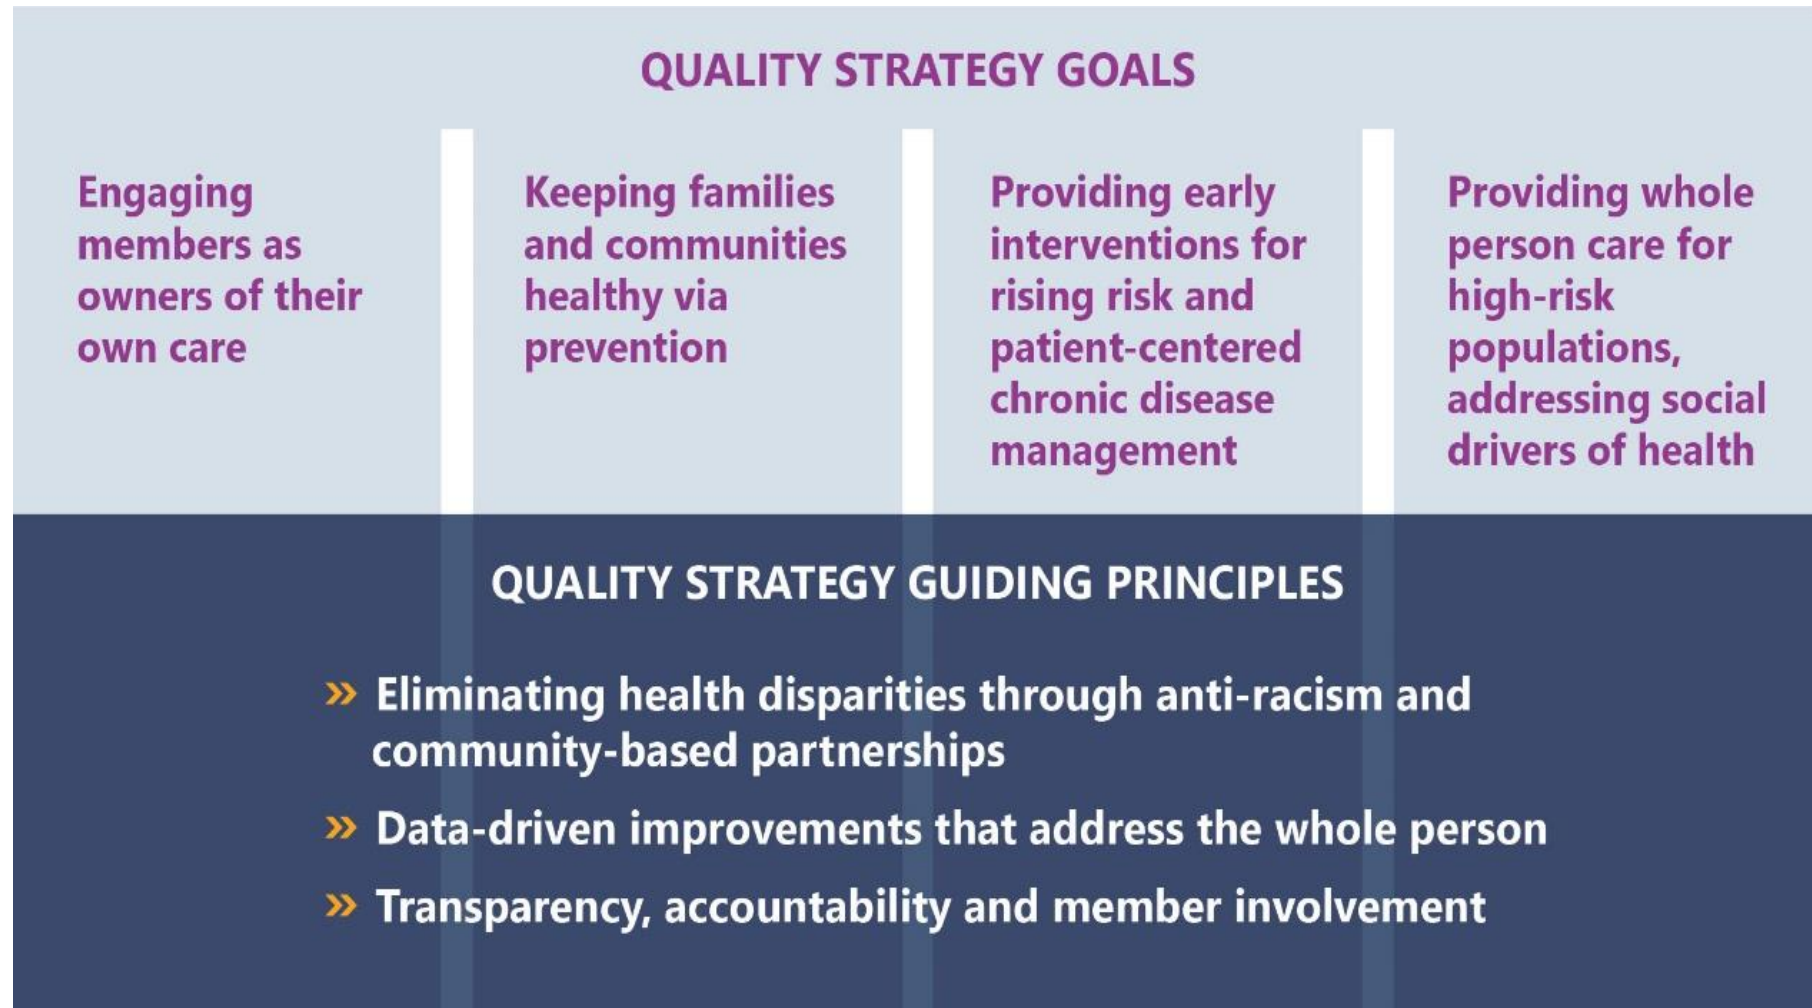 QUALITY STRATEGY GOALS
Engaging
members as
owners of their
own care
Keeping families
and communities
healthy via
prevention
Providing early
interventions for
rising risk and
patient-centered
chronic disease
management
Providing whole
person care for
high-risk
populations,
addressing social
drivers of health
QUALITY STRATEGY GUIDING PRINCIPLES
» Eliminating health disparities through anti-racism and
community-based partnerships
» Data-driven improvements that address the whole person
» Transparency, accountability and member involvement